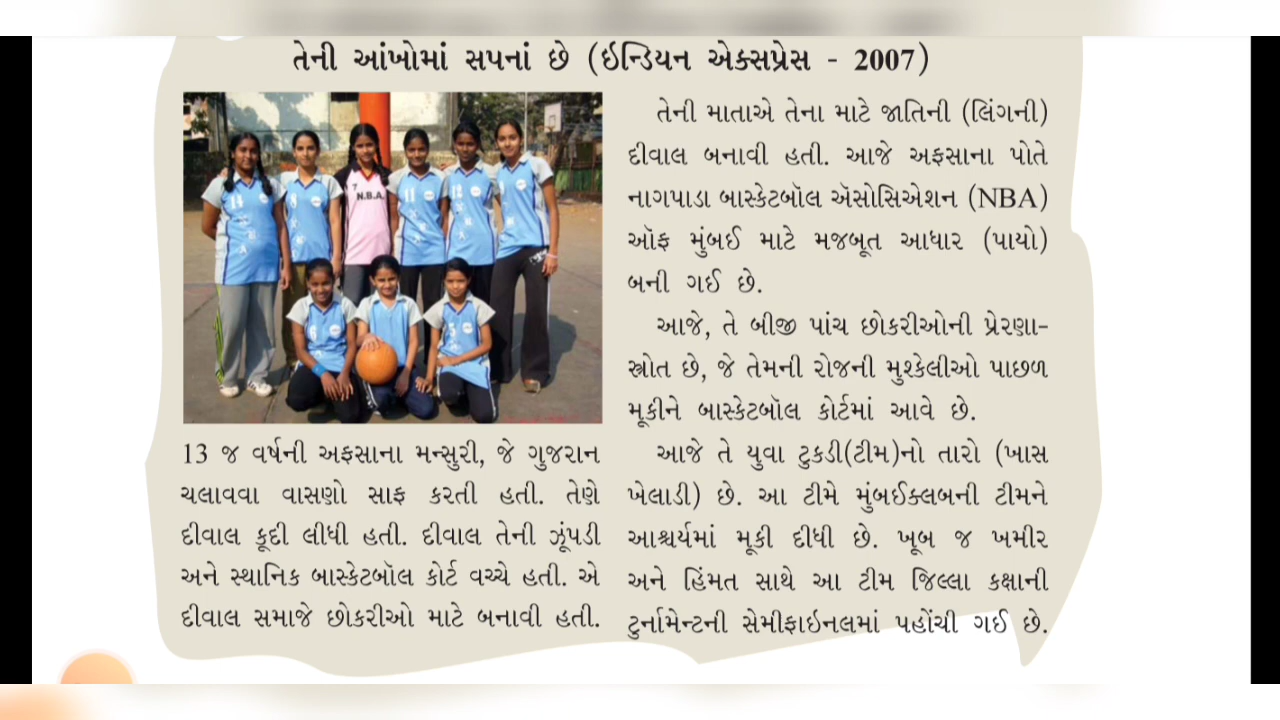 તેની આંખોમાં સપનાં છે (ઇન્ડિયન એક્સપ્રેસ - 2007)
N.B.A.
13 જ વર્ષની અફસાના મન્સુરી, જે ગુજરાન
ચલાવવા વાસણો સાફ કરતી હતી. તેણે
દીવાલ કૂદી લીધી હતી. દીવાલ તેની ઝૂંપડી
અને સ્થાનિક બાસ્કેટબૉલ કોર્ટ વચ્ચે હતી. એ
દીવાલ સમાજે છોકરીઓ માટે બનાવી હતી.
તેની માતાએ તેના માટે જાતિની (લિંગની)
દીવાલ બનાવી હતી. આજે અફસાના પોતે
નાગપાડા બાસ્કેટબૉલ ઍસોસિએશન (NBA)
ઑફ મુંબઈ માટે મજબૂત આધાર (પાયો)
બની ગઈ છે.
આજે, તે બીજી પાંચ છોકરીઓની પ્રેરણા-
સ્ત્રોત છે, જે તેમની રોજની મુશ્કેલીઓ પાછળ
મૂકીને બાસ્કેટબૉલ કોર્ટમાં આવે છે.
આજે તે યુવા ટુકડી(ટીમ)નો તારો (ખાસ
ખેલાડી) છે. આ ટીમે મુંબઈક્લબની ટીમને
આશ્ચર્યમાં મૂકી દીધી છે. ખૂબ જ ખમીર
અને હિંમત સાથે આ ટીમ જિલ્લા કક્ષાની
ટુર્નામેન્ટની સેમીફાઇનલમાં પહોંચી ગઈ છે.